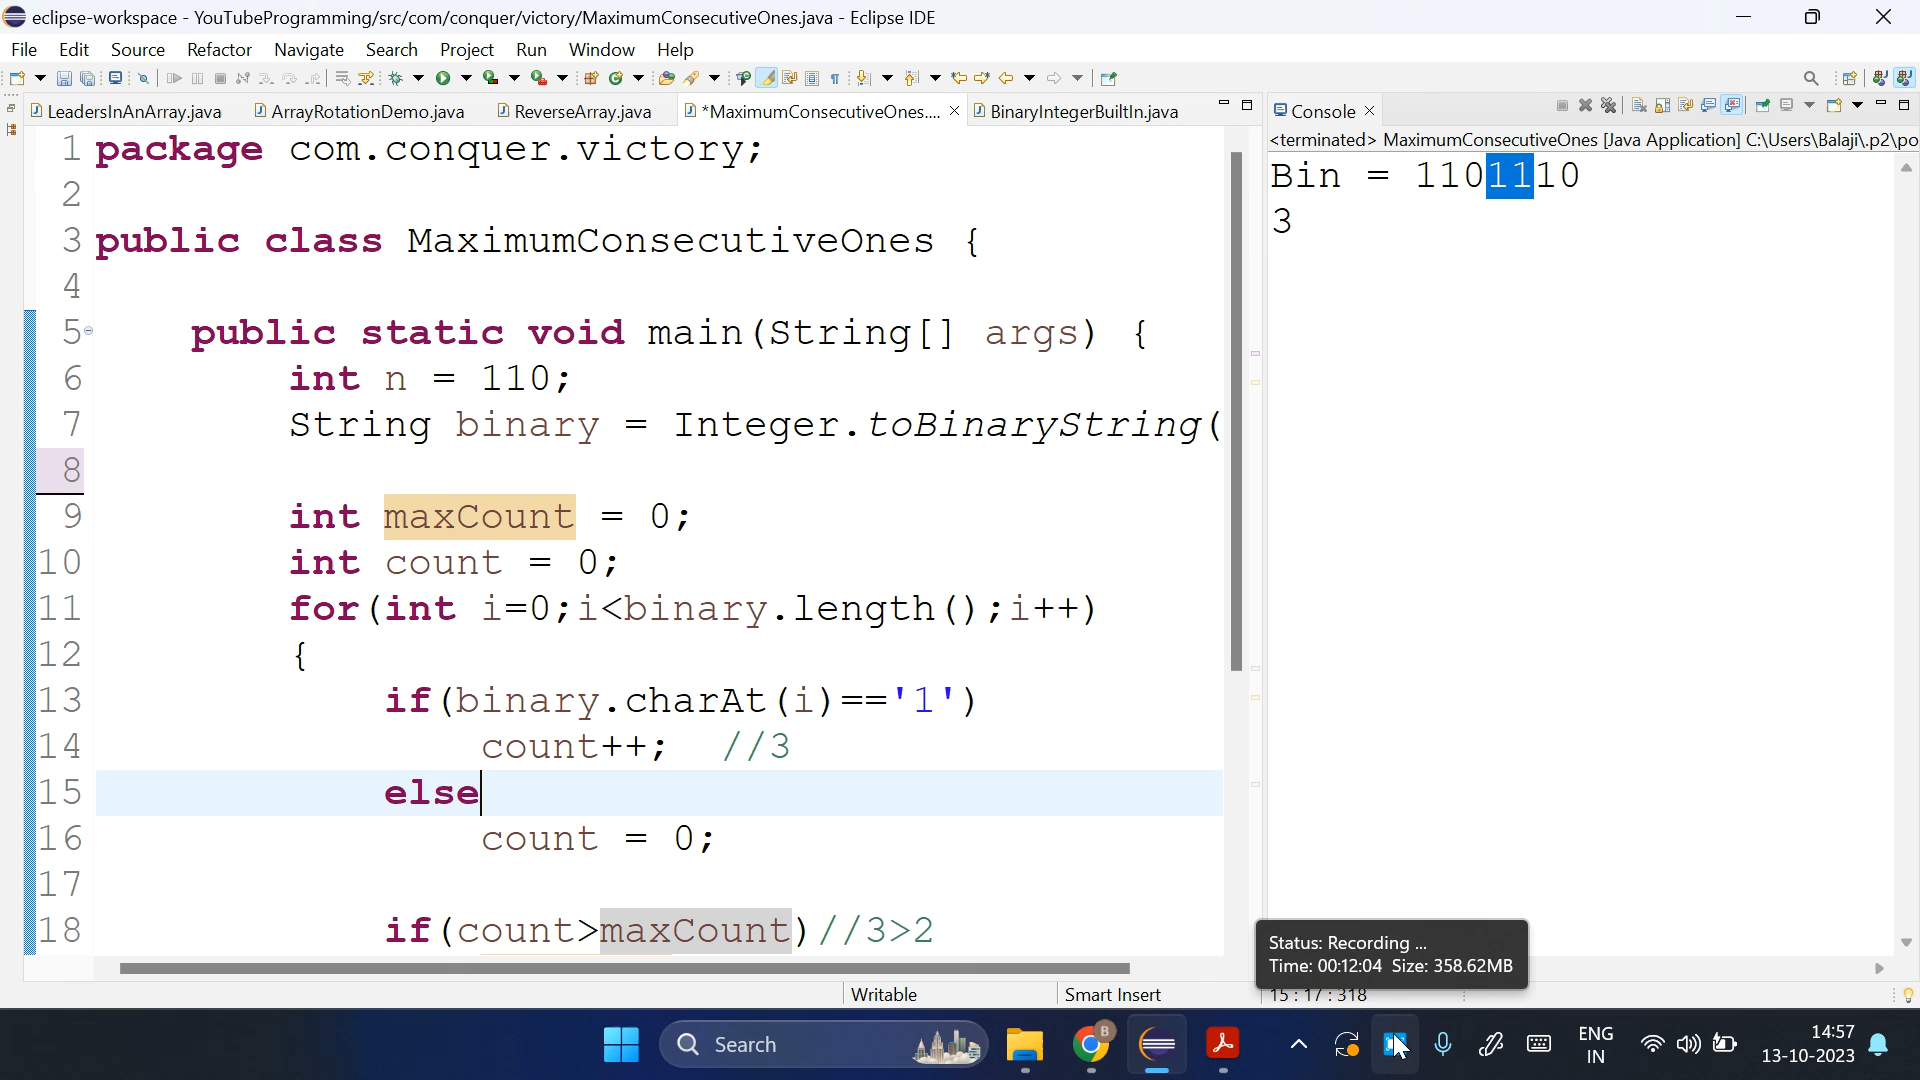 eclipse-workspace - YouTubeProgramming/src/com/conquer/victory/MaximumConsecutiveOnes.java - Eclipse IDE
File Edit Source Refactor Navigate Search Project Run Window Help
LeadersInAnArray.java ArrayRotationDemo.java ReverseArray.java *MaximumConsecutiveOnes.... BinaryIntegerBuiltIn.java
Console
<terminated> MaximumConsecutiveOnes [Java Application] C:\Users\Balaji\.p2\po
Bin = 1101110
3
1 package com.conquer.victory;
2
3 public class MaximumConsecutiveOnes {
4
5 public static void main(String[] args) {
6 int n = 110;
7 String binary = Integer.toBinaryString(
8
9 int maxCount = 0;
10 int count = 0;
11 for(int i=0;i<binary.length();i++)
12 {
13 if(binary.charAt(i)=='1')
14 count++; //3
15 else
16 count = 0;
17
18 if(count>maxCount)//3>2
Status: Recording ...
Time: 00:12:04 Size: 358.62MB
Writable Smart Insert 15 : 17 : 318
Search
B
ENG
IN
14:57
13-10-2023